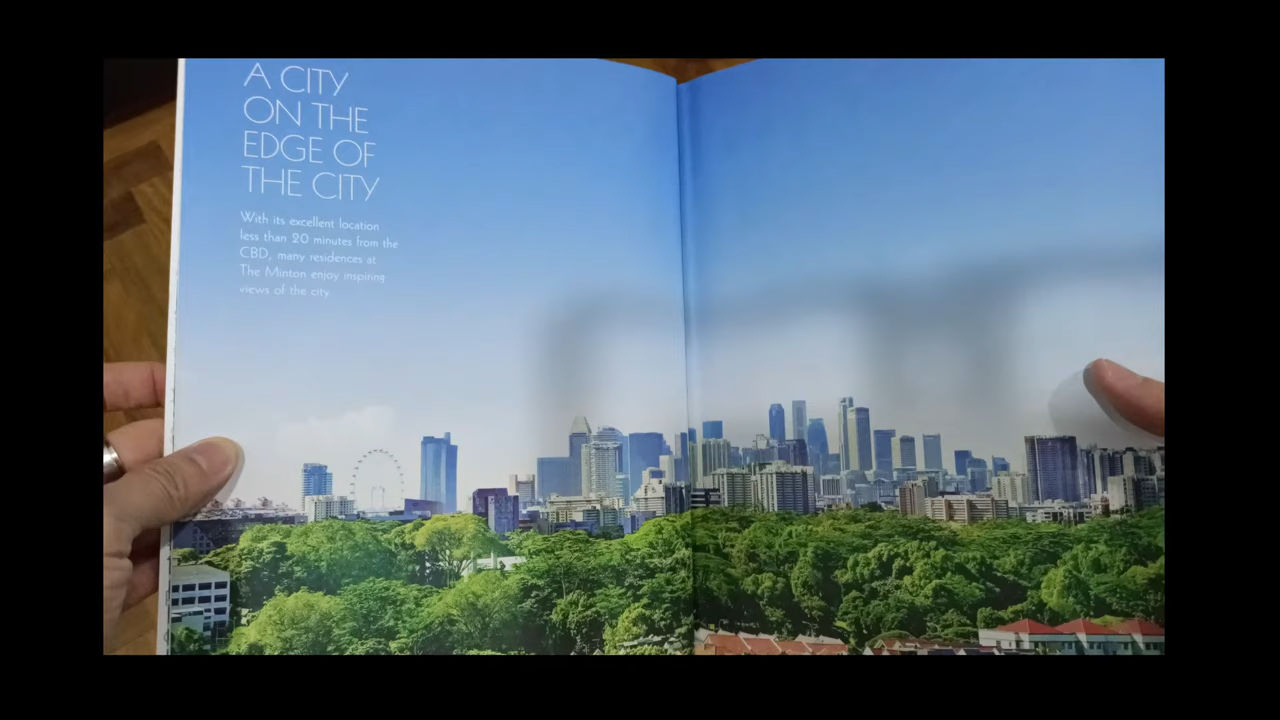 A CITY
ON THE
EDGE OF
THE CITY
With its excellent location
less than 20 minutes from the
CBD, many residences at
The Minton enjoy inspiring
views of the city.